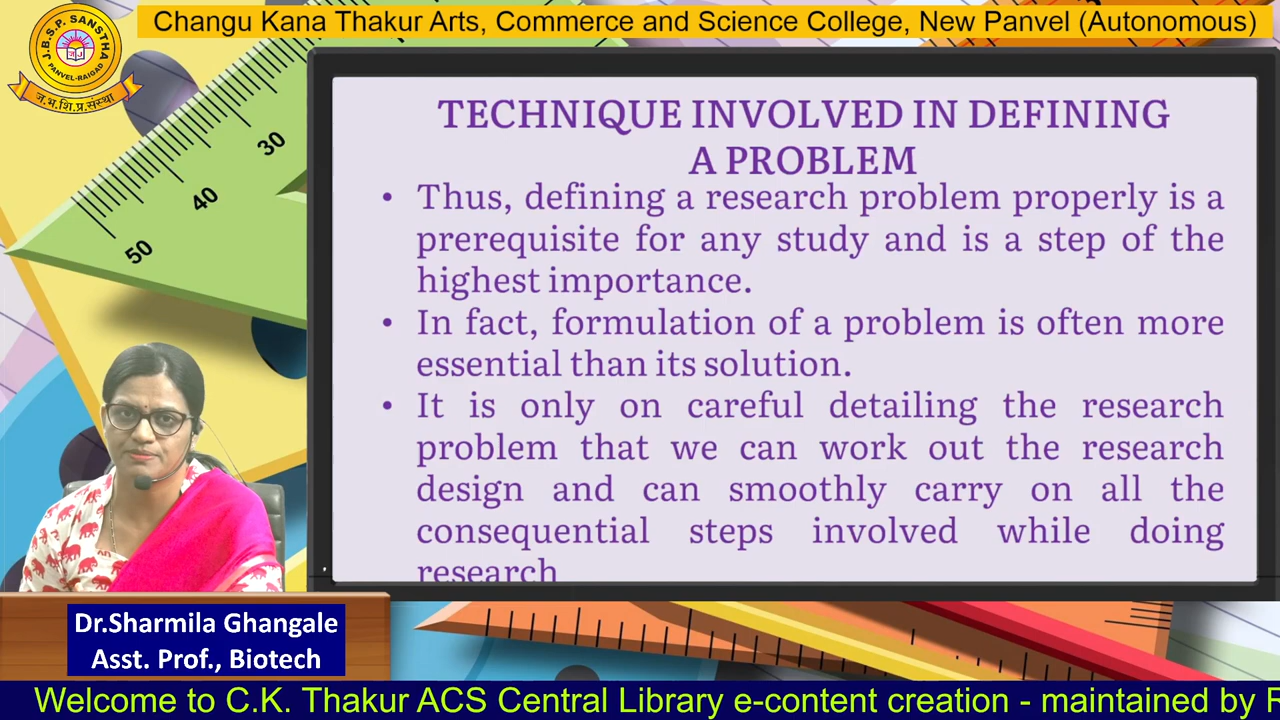 Changu Kana Thakur Arts, Commerce and Science College, New Panvel (Autonomous)
J.B.S.P. SANSTHA
PANVEL-RAIGAD
ज.भ.शि.प्र.संस्था
30
40
50
TECHNIQUE INVOLVED IN DEFINING
A PROBLEM
• Thus, defining a research problem properly is a
prerequisite for any study and is a step of the
highest importance.
• In fact, formulation of a problem is often more
essential than its solution.
• It is only on careful detailing the research
problem that we can work out the research
design and can smoothly carry on all the
consequential steps involved while doing
research
Dr.Sharmila Ghangale
Asst. Prof., Biotech
Welcome to C.K. Thakur ACS Central Library e-content creation - maintained by